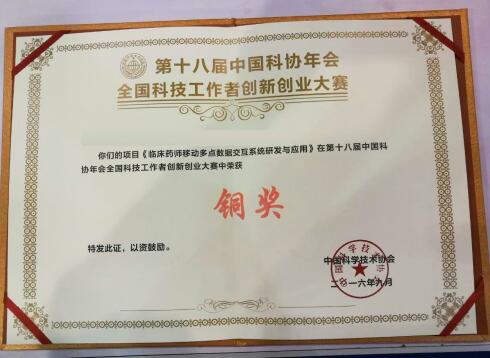 第十八届中国科协年会
全国科技工作者创新创业大赛
你们的项目《临床药师移动多点数据交互系统研发与应用》在第十八届中国科
协年会全国科技工作者创新创业大赛中荣获
铜奖
特发此证，以资鼓励。
中国科学技术协会
二〇一六年九月